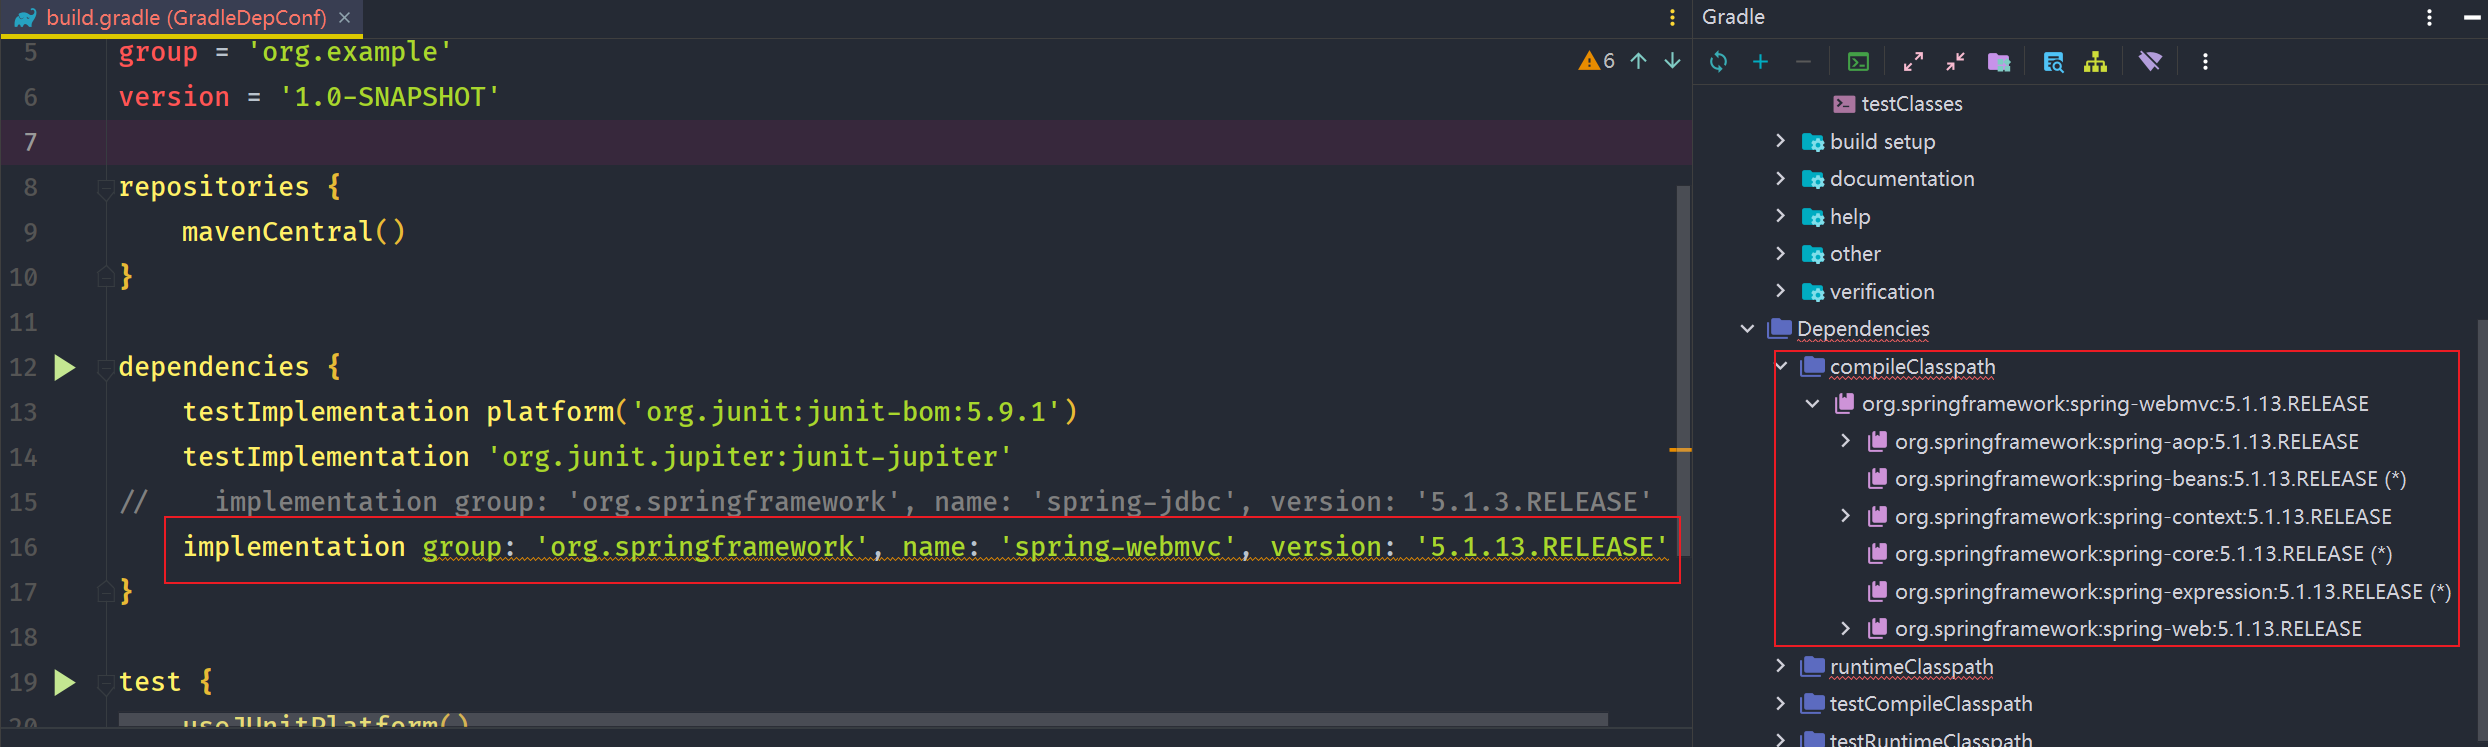 build.gradle (GradleDepConf)
5 group = 'org.example'
6 version = '1.0-SNAPSHOT'
7
8 repositories {
9 mavenCentral()
10 }
11
12 dependencies {
13 testImplementation platform('org.junit:junit-bom:5.9.1')
14 testImplementation 'org.junit.jupiter:junit-jupiter'
15 // implementation group: 'org.springframework', name: 'spring-jdbc', version: '5.1.3.RELEASE'
16 implementation group: 'org.springframework', name: 'spring-webmvc', version: '5.1.13.RELEASE'
17 }
18
19 test {
20 useJUnitPlatform()
6
Gradle
testClasses
build setup
documentation
help
other
verification
Dependencies
compileClasspath
org.springframework:spring-webmvc:5.1.13.RELEASE
org.springframework:spring-aop:5.1.13.RELEASE
org.springframework:spring-beans:5.1.13.RELEASE (*)
org.springframework:spring-context:5.1.13.RELEASE
org.springframework:spring-core:5.1.13.RELEASE (*)
org.springframework:spring-expression:5.1.13.RELEASE (*)
org.springframework:spring-web:5.1.13.RELEASE
runtimeClasspath
testCompileClasspath
testRuntimeClasspath